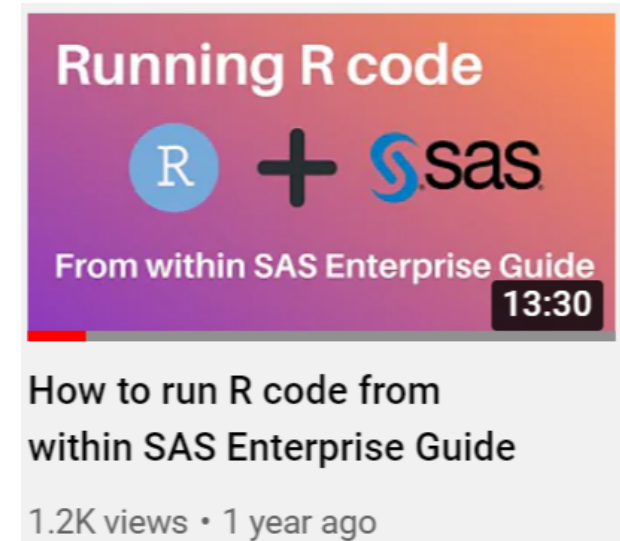 Running R code
R
sas
From within SAS Enterprise Guide
13:30
How to run R code from
within SAS Enterprise Guide
1.2K views • 1 year ago